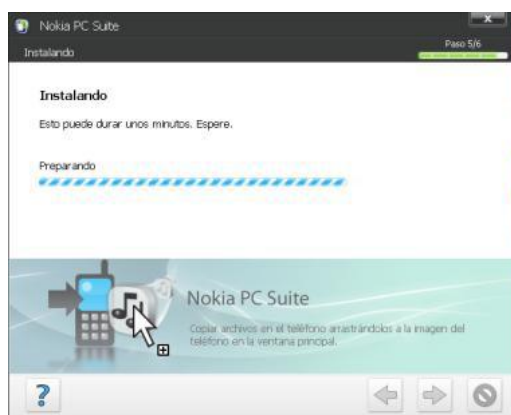 Nokia PC Suite
Instalando
Paso 5/6
Instalando
Esto puede durar unos minutos. Espere.
Preparando
Nokia PC Suite
Copiar archivos en el teléfono arrastrándolos a la imagen del
teléfono en la ventana principal.